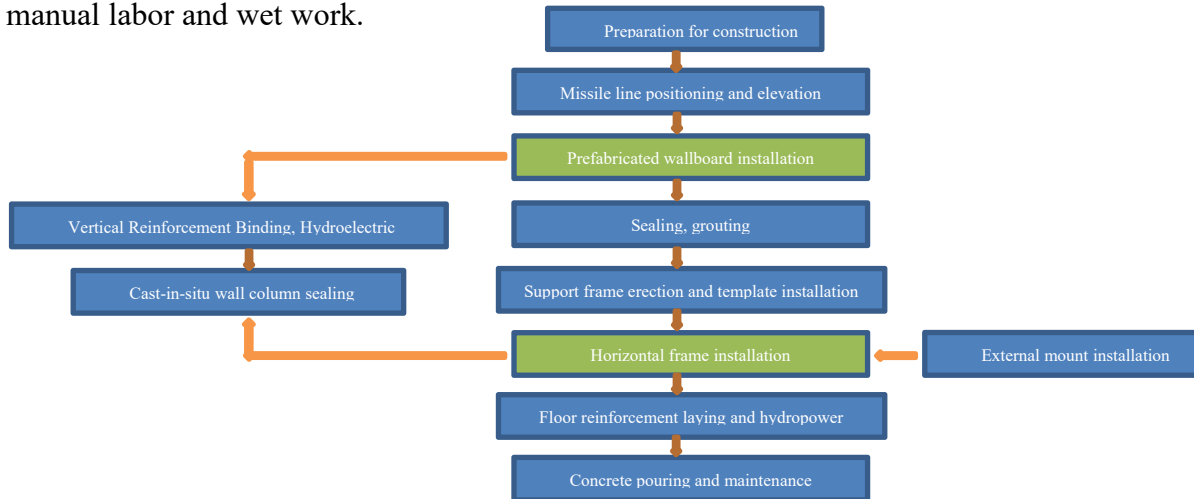 manual labor and wet work.
Preparation for construction
Missile line positioning and elevation
Prefabricated wallboard installation
Vertical Reinforcement Binding, Hydroelectric
Sealing, grouting
Cast-in-situ wall column sealing
Support frame erection and template installation
Horizontal frame installation
External mount installation
Floor reinforcement laying and hydropower
Concrete pouring and maintenance